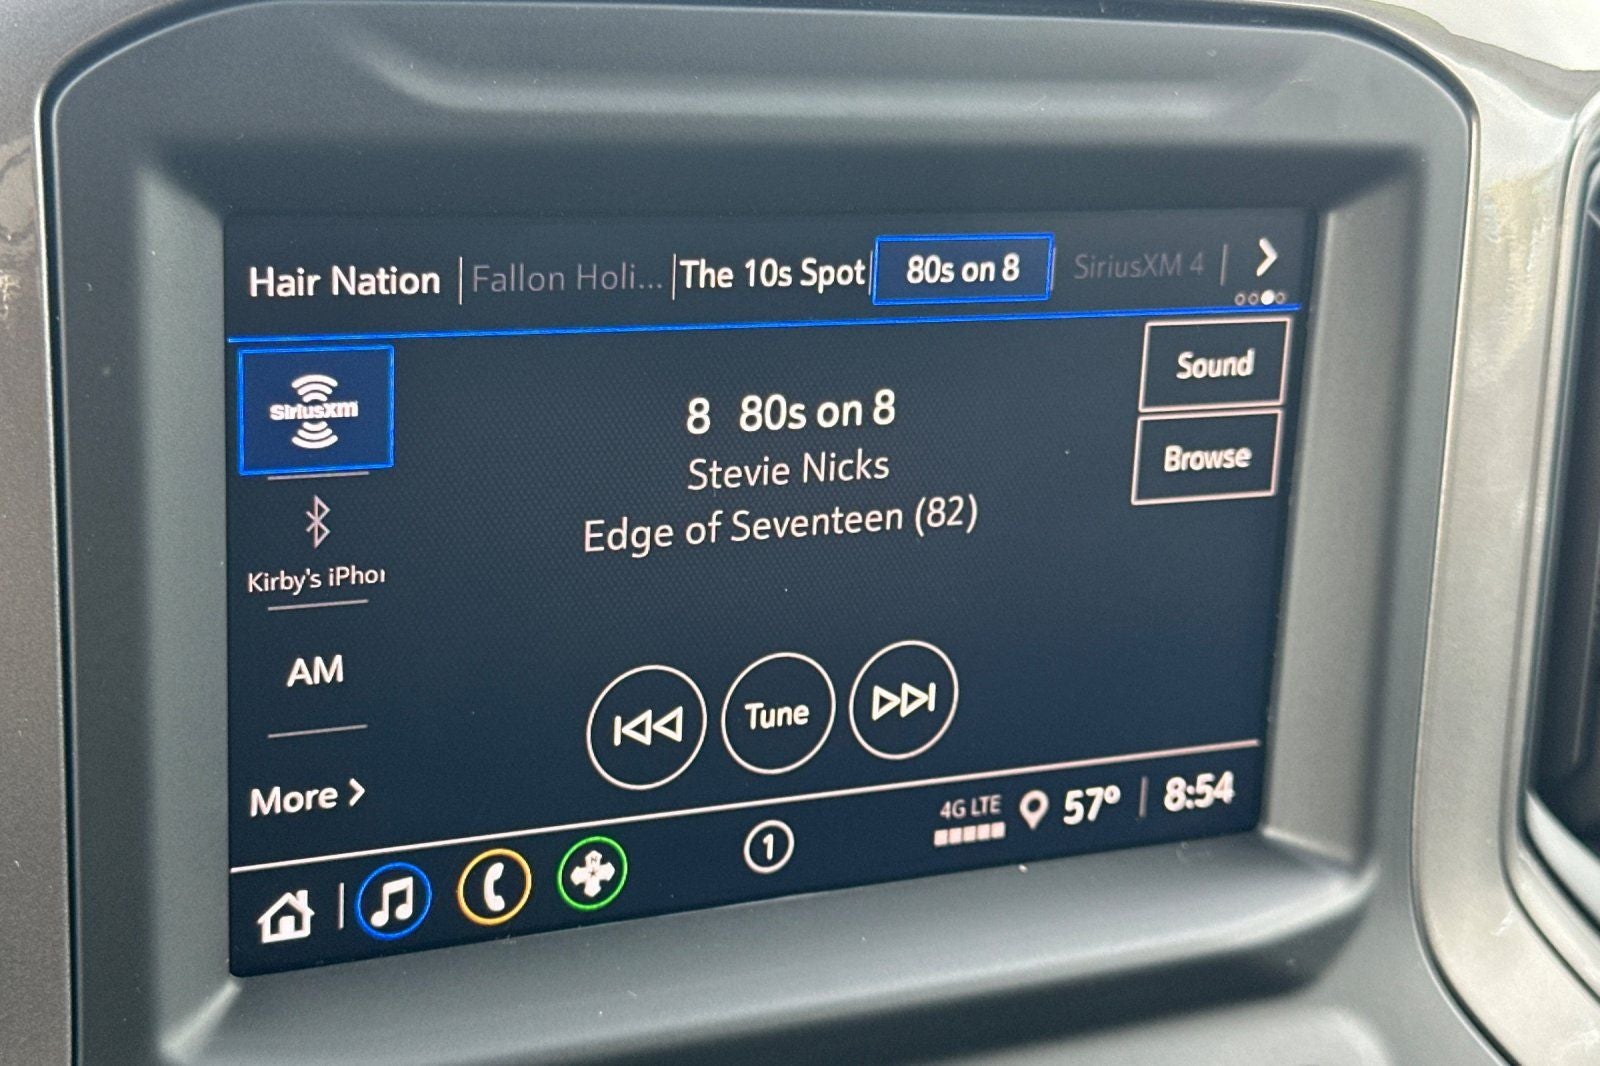 Hair Nation
Fallon Holi...
The 10s Spot
80s on 8
SiriusXM 4
Sound
Browse
SiriusXM
8 80s on 8
Stevie Nicks
Edge of Seventeen (82)
Kirby's iPho
AM
Tune
More
4G LTE
57°
8:54
1